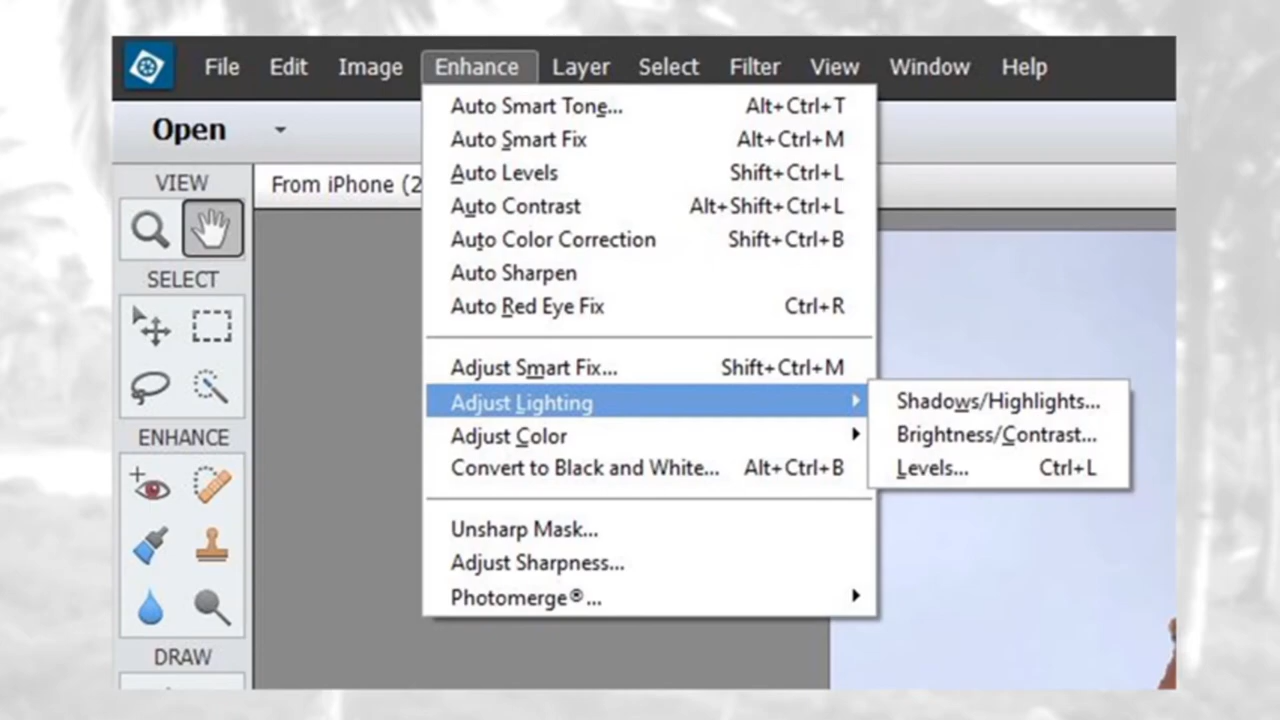 File Edit Image Enhance Layer Select Filter View Window Help
Open
VIEW
From iPhone (2
SELECT
ENHANCE
DRAW
Auto Smart Tone... Alt+Ctrl+T
Auto Smart Fix Alt+Ctrl+M
Auto Levels Shift+Ctrl+L
Auto Contrast Alt+Shift+Ctrl+L
Auto Color Correction Shift+Ctrl+B
Auto Sharpen
Auto Red Eye Fix Ctrl+R
Adjust Smart Fix... Shift+Ctrl+M
Adjust Lighting
Adjust Color
Convert to Black and White... Alt+Ctrl+B
Unsharp Mask...
Adjust Sharpness...
Photomerge®...
Shadows/Highlights...
Brightness/Contrast...
Levels... Ctrl+L